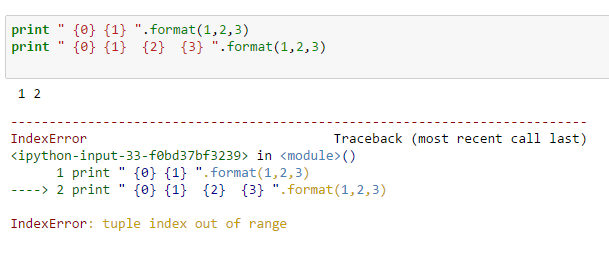 print " {0} {1} ".format(1,2,3)
print " {0} {1}  {2}  {3} ".format(1,2,3)
1 2
---------------------------------------------------------------------------
IndexError                                Traceback (most recent call last)
<ipython-input-33-f0bd37bf3239> in <module>()
      1 print " {0} {1} ".format(1,2,3)
----> 2 print " {0} {1}  {2}  {3} ".format(1,2,3)
IndexError: tuple index out of range